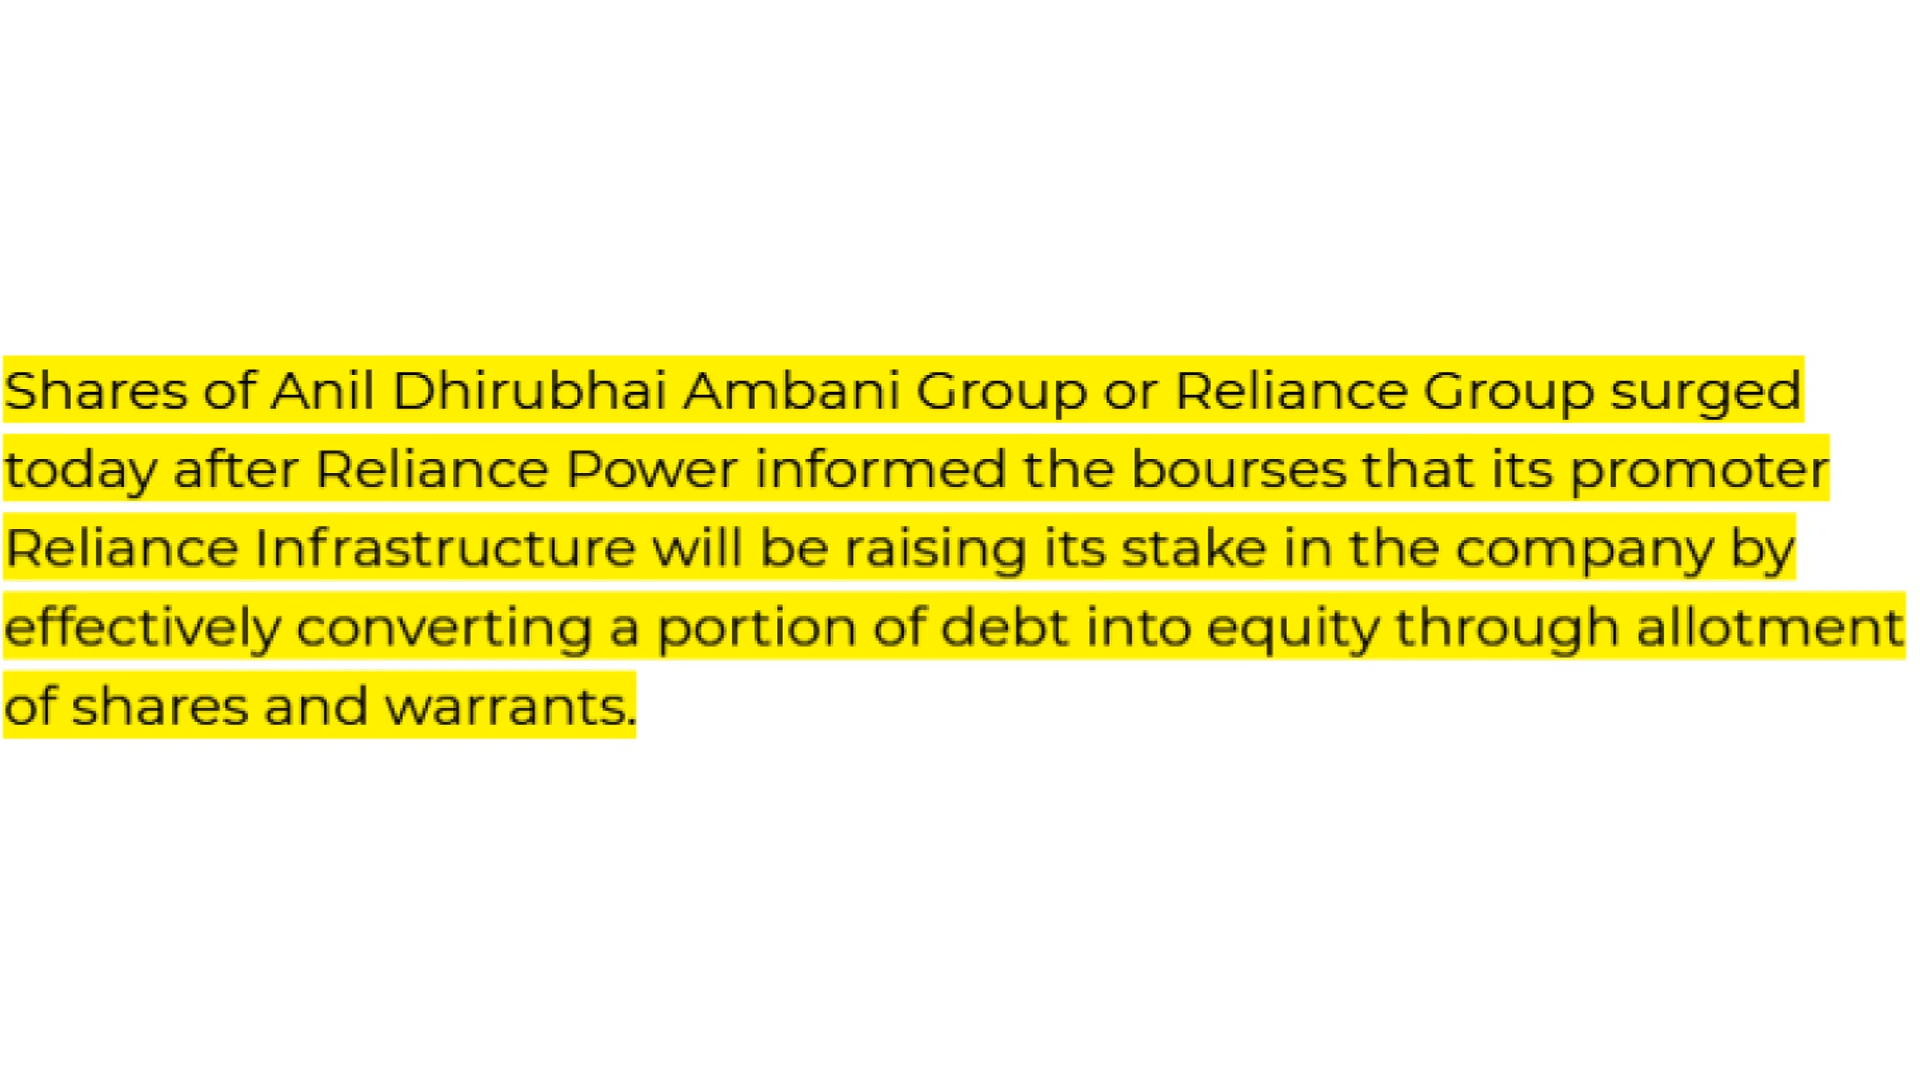 Shares of Anil Dhirubhai Ambani Group or Reliance Group surged
today after Reliance Power informed the bourses that its promoter
Reliance Infrastructure will be raising its stake in the company by
effectively converting a portion of debt into equity through allotment
of shares and warrants.